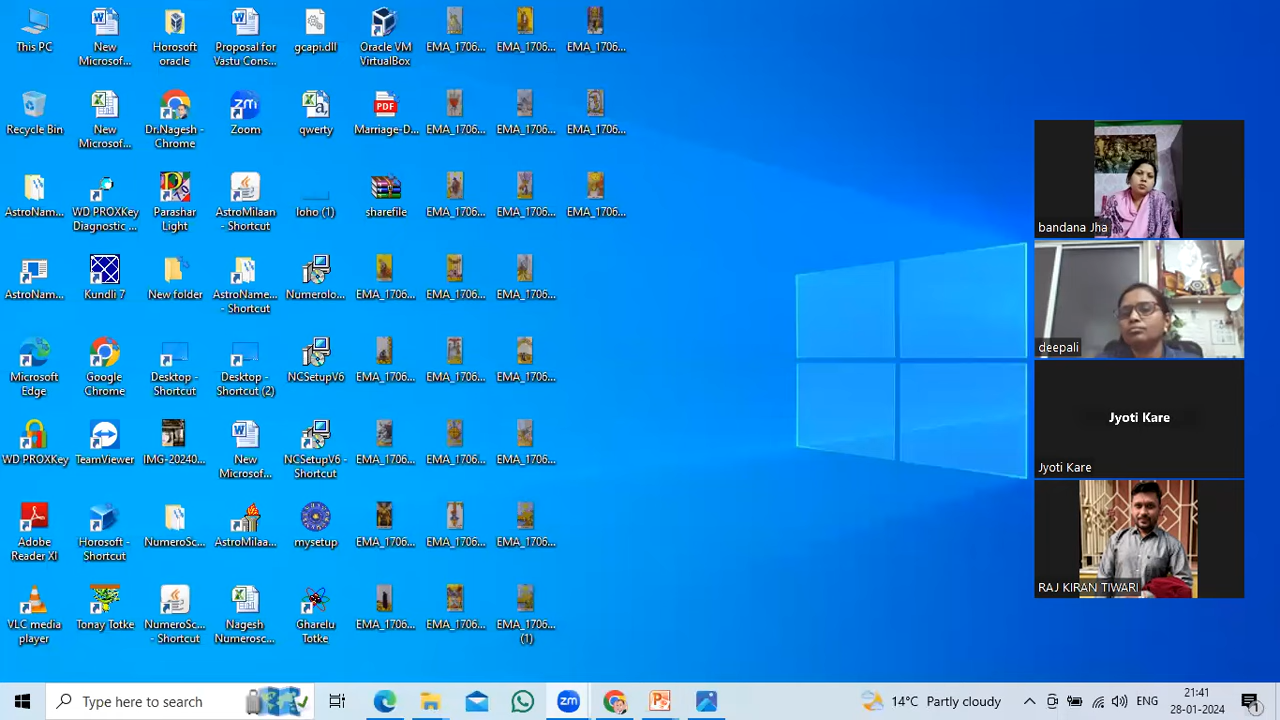 This PC
New
Microsof...
Horosoft
oracle
Proposal for
Vastu Cons...
gcapi.dll
Oracle VM
VirtualBox
EMA_1706...
EMA_1706...
EMA_1706...
Recycle Bin
New
Microsof...
Dr.Nagesh -
Chrome
zm
Zoom
qwerty
PDF
Marriage-D...
EMA_1706...
EMA_1706...
EMA_1706...
AstroNam...
WD PROXKey
Diagnostic ...
Parashar
Light
AstroMilaan
- Shortcut
loho (1)
sharefile
EMA_1706...
EMA_1706...
EMA_1706...
bandana Jha
AstroNam...
Kundli 7
New folder
AstroName...
- Shortcut
Numerolo...
EMA_1706...
EMA_1706...
EMA_1706...
deepali
Microsoft
Edge
Google
Chrome
Desktop -
Shortcut
Desktop -
Shortcut (2)
NCSetupV6
EMA_1706...
EMA_1706...
EMA_1706...
Jyoti Kare
Jyoti Kare
WD PROXKey
TeamViewer
IMG-20240...
New
Microsof...
NCSetupV6 -
Shortcut
EMA_1706...
EMA_1706...
EMA_1706...
Adobe
Reader XI
Horosoft -
Shortcut
NumeroSc...
AstroMilaa...
mysetup
EMA_1706...
EMA_1706...
EMA_1706...
RAJ KIRAN TIWARI
VLC media
player
Tonay Totke
NumeroSc...
- Shortcut
Nagesh
Numerosc...
Gharelu
Totke
EMA_1706...
EMA_1706...
EMA_1706...
(1)
Type here to search
zm
14°C Partly cloudy
ENG
21:41
28-01-2024
1